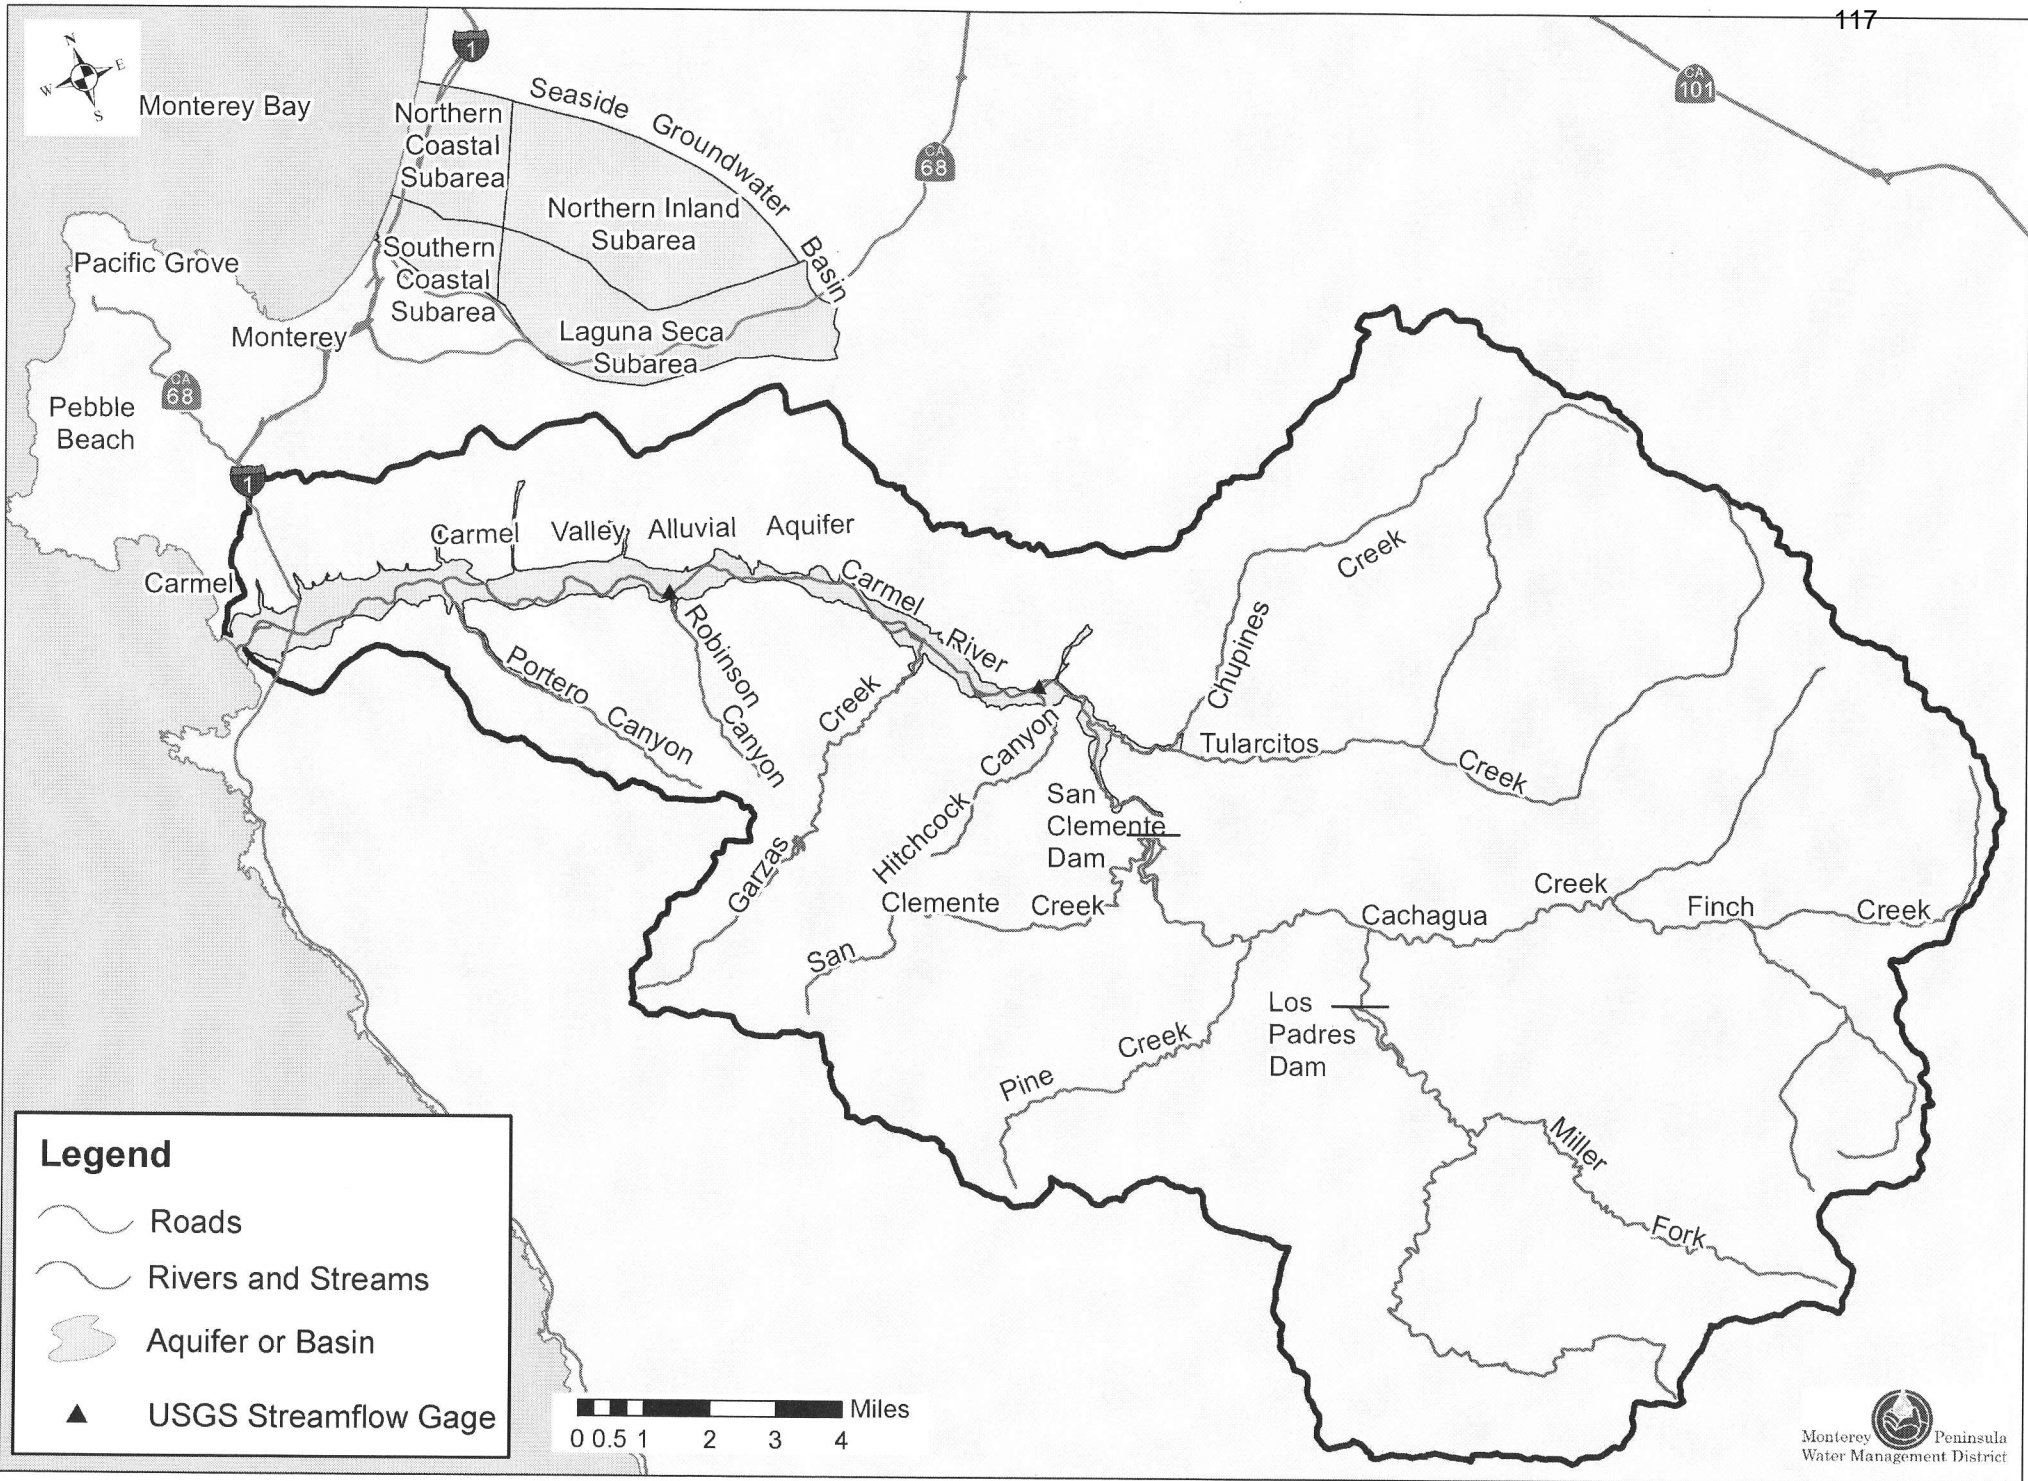 117
N
E
W
S
Monterey Bay
1
Seaside Groundwater Basin
Northern
Coastal
Subarea
Northern Inland
Subarea
Southern
Coastal
Subarea
Laguna Seca
Subarea
CA
68
CA
101
Pacific Grove
Monterey
CA
68
Pebble
Beach
1
Carmel Valley Alluvial Aquifer
Carmel
Carmel River
Portero Canyon
Robinson Canyon
Garzas Creek
Hitchcock Canyon
Chupines Creek
Tularcitos Creek
San
Clemente
Dam
San Clemente Creek
Cachagua Creek
Finch Creek
Los
Padres
Dam
Pine Creek
Miller Fork
Legend
Roads
Rivers and Streams
Aquifer or Basin
USGS Streamflow Gage
Miles
0 0.5 1 2 3 4
Monterey Peninsula
Water Management District